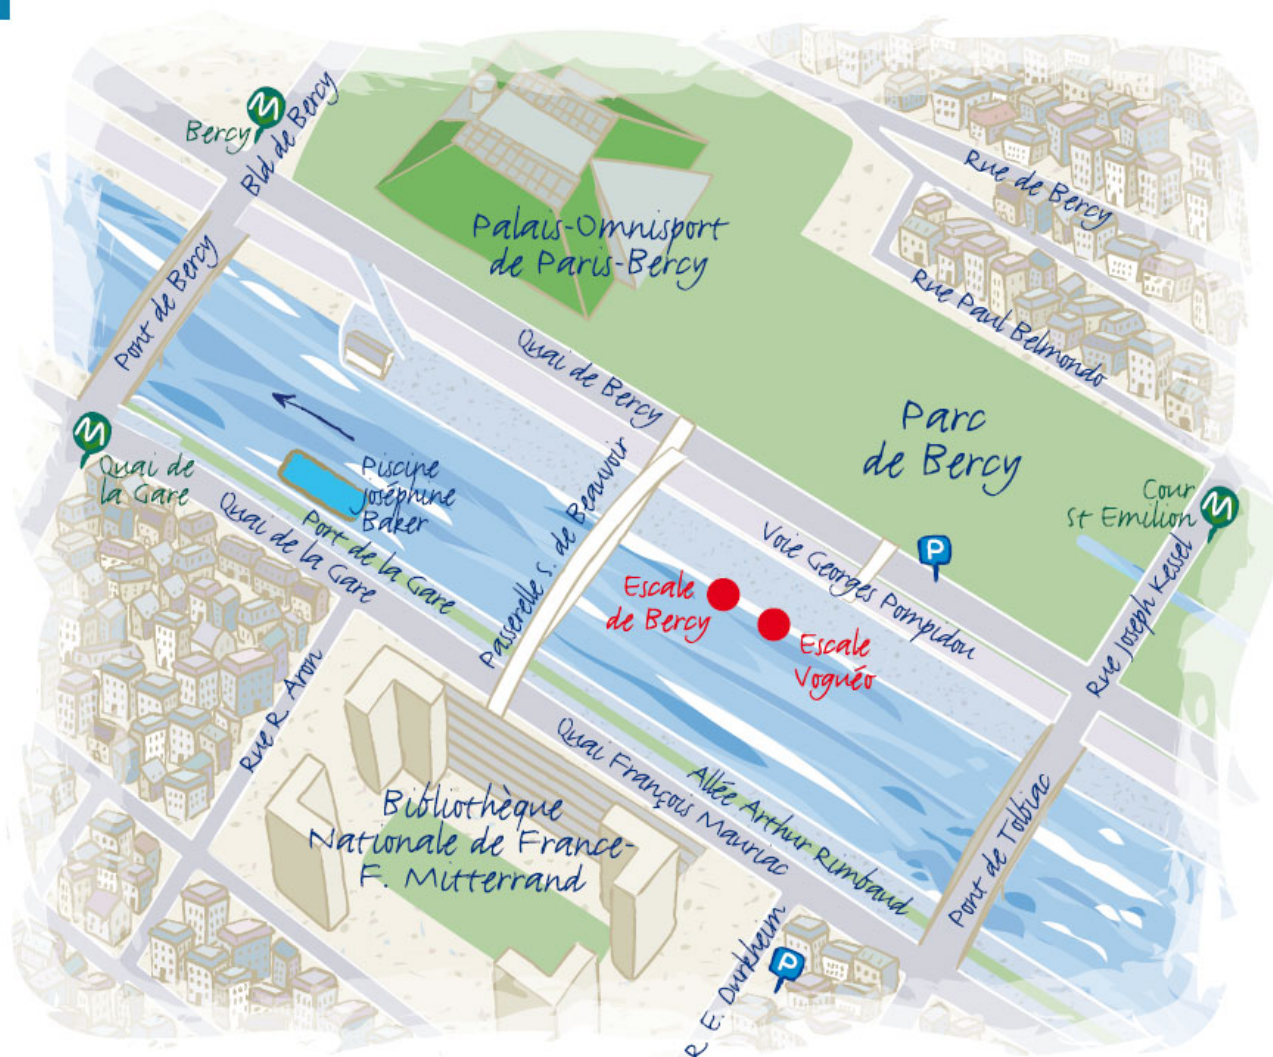 M
Bercy
Bld de Bercy
Palais-Omnisport
de Paris-Bercy
Rue de Bercy
Rue Paul Belmondo
Pont de Bercy
Quai de Bercy
Parc
de Bercy
M
Quai de
la Gare
Piscine
Joséphine
Baker
Quai de la Gare
Port de la Gare
Passerelle S. de Beauvoir
Voie Georges Pompidou
P
Cour
St Emilion
M
Rue Joseph Kessel
Escale
de Bercy
Escale
Voguéo
Rue R. Aron
Quai François Mauriac
Allée Arthur Rimbaud
Pont de Tolbiac
Bibliothèque
Nationale de France-
F. Mitterrand
R. E. Durkheim
P